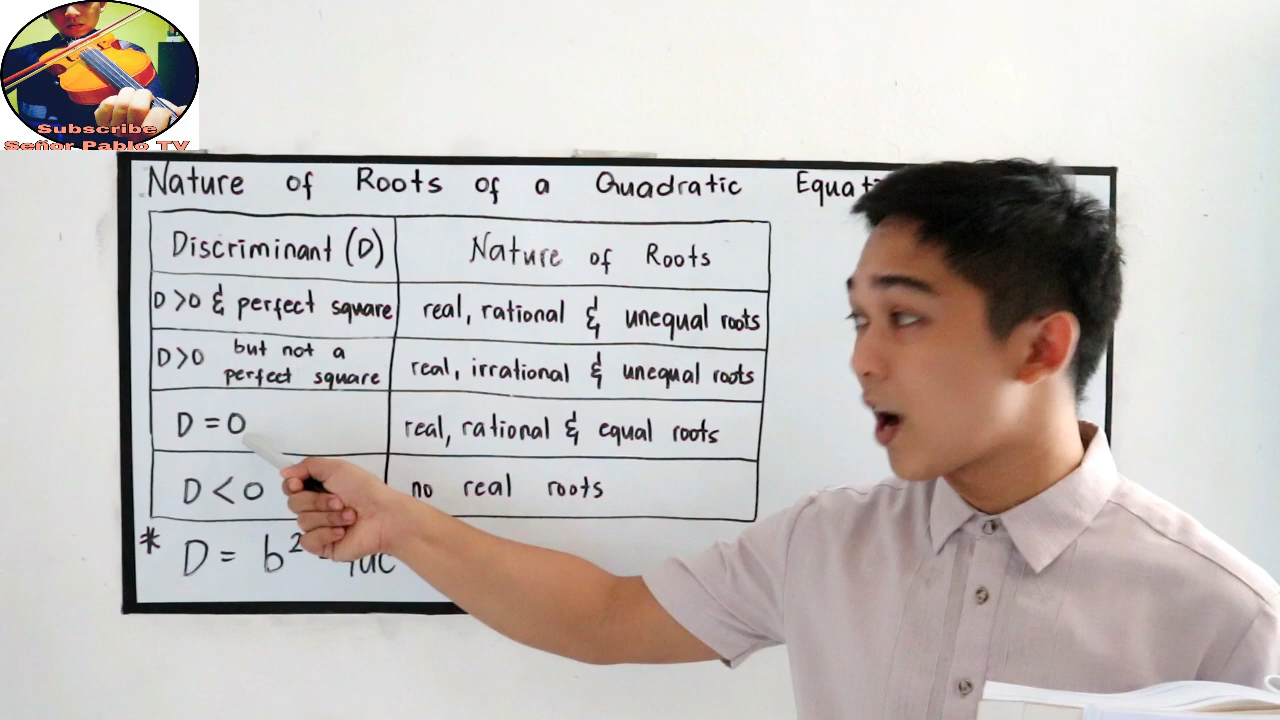 Subscribe
Señor Pablo TV
Nature of Roots of a Quadratic
Discriminant (D) Nature of Roots
D >0 & perfect square real, rational & unequal roots
D>0 but not a
perfect square real, irrational & unequal roots
D = 0 real, rational & equal roots
D < 0 no real roots
* D = b² - 4ac